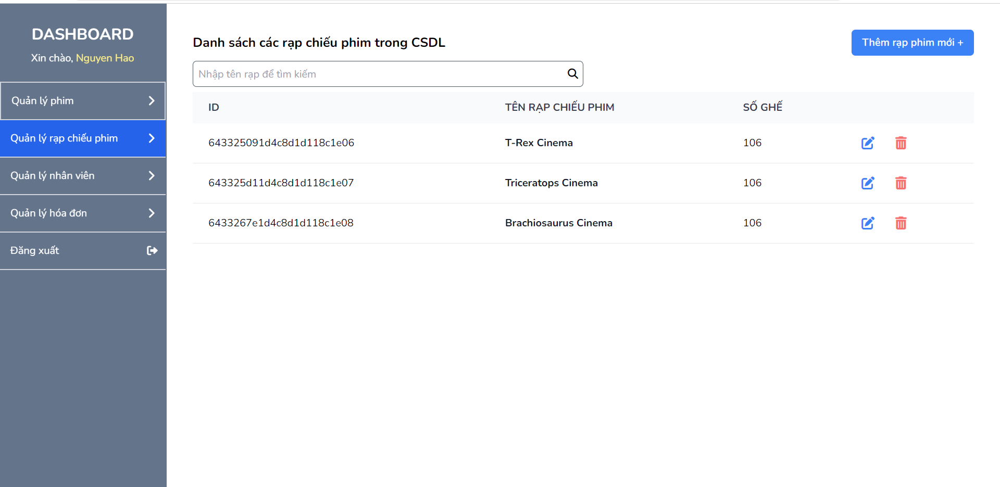 DASHBOARD
Xin chào, Nguyen Hao
Quản lý phim
Quản lý rạp chiếu phim
Quản lý nhân viên
Quản lý hóa đơn
Đăng xuất
Danh sách các rạp chiếu phim trong CSDL
Thêm rạp phim mới +
Nhập tên rạp để tìm kiếm
ID TÊN RẠP CHIẾU PHIM SỐ GHẾ
643325091d4c8d1d118c1e06 T-Rex Cinema 106
643325d11d4c8d1d118c1e07 Triceratops Cinema 106
6433267e1d4c8d1d118c1e08 Brachiosaurus Cinema 106